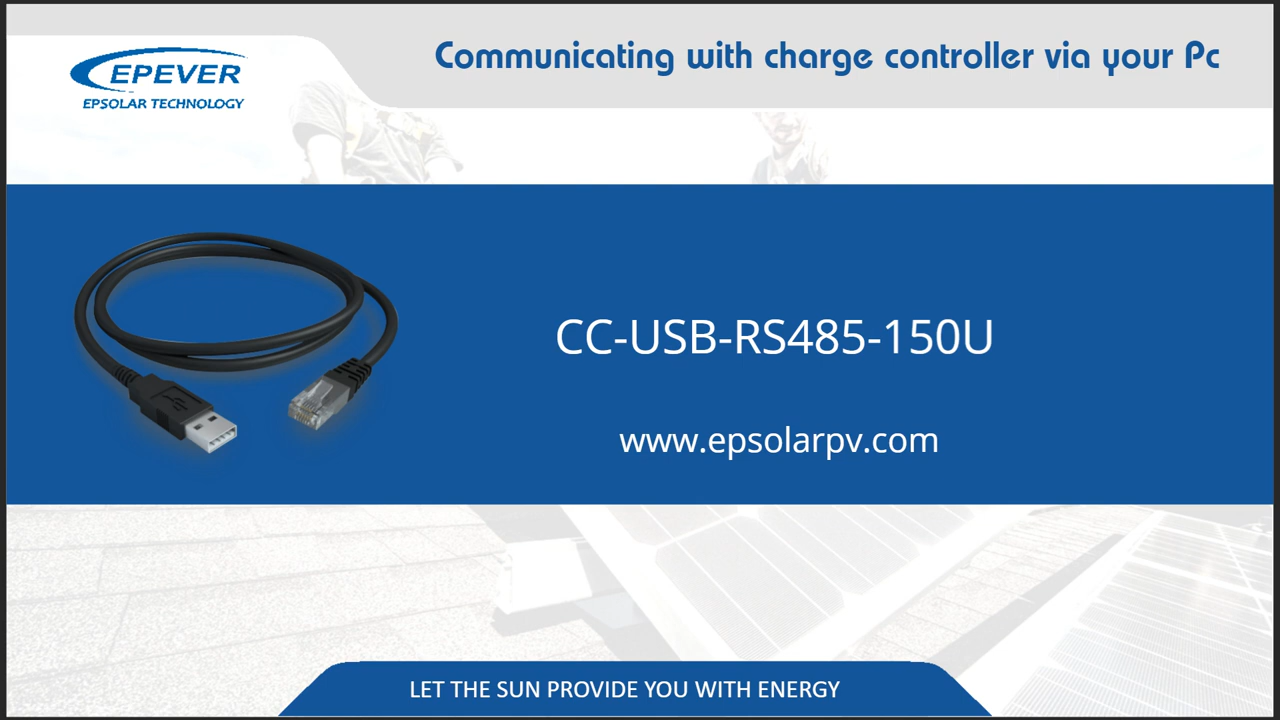 Communicating with charge controller via your Pc
EPEVER
EPSOLAR TECHNOLOGY
CC-USB-RS485-150U
www.epsolarpv.com
LET THE SUN PROVIDE YOU WITH ENERGY